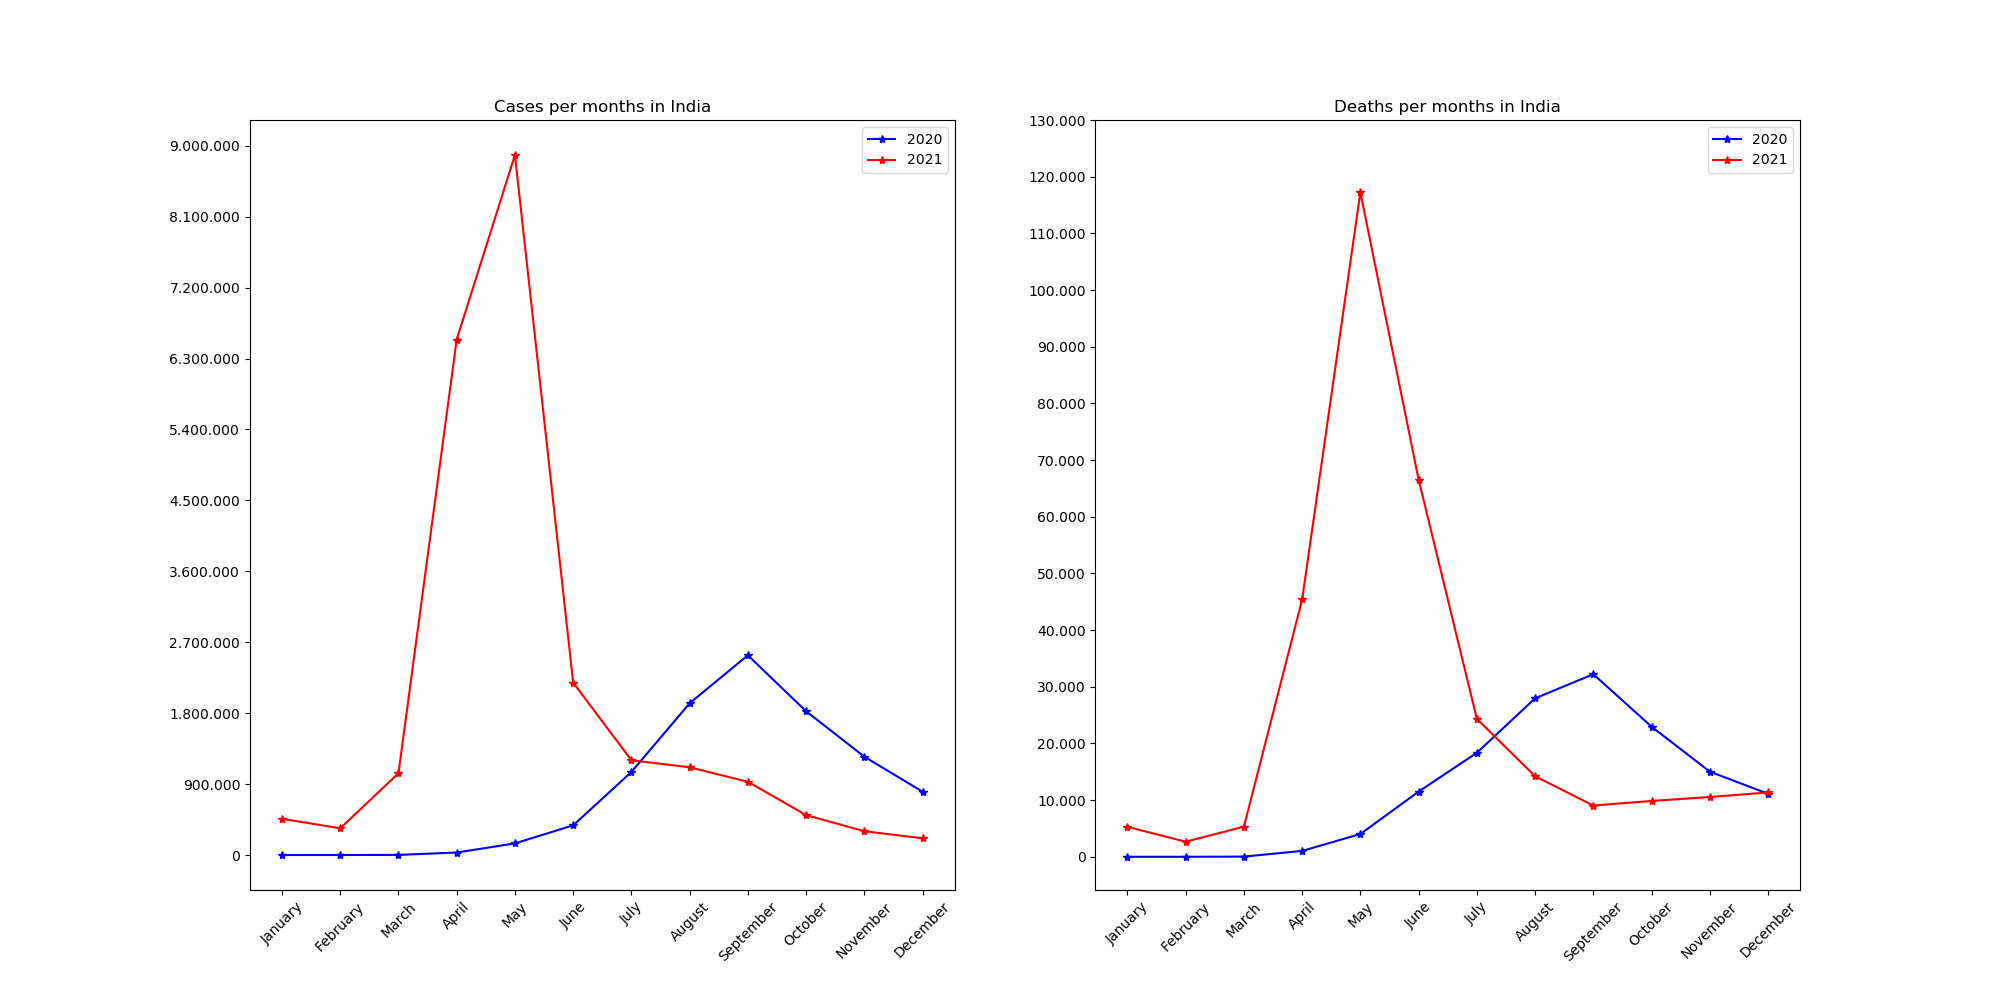 Cases per months in India
2020
2021
9.000.000
8.100.000
7.200.000
6.300.000
5.400.000
4.500.000
3.600.000
2.700.000
1.800.000
900.000
0
January
February
March
April
May
June
July
August
September
October
November
December
Deaths per months in India
2020
2021
130.000
120.000
110.000
100.000
90.000
80.000
70.000
60.000
50.000
40.000
30.000
20.000
10.000
0
January
February
March
April
May
June
July
August
September
October
November
December